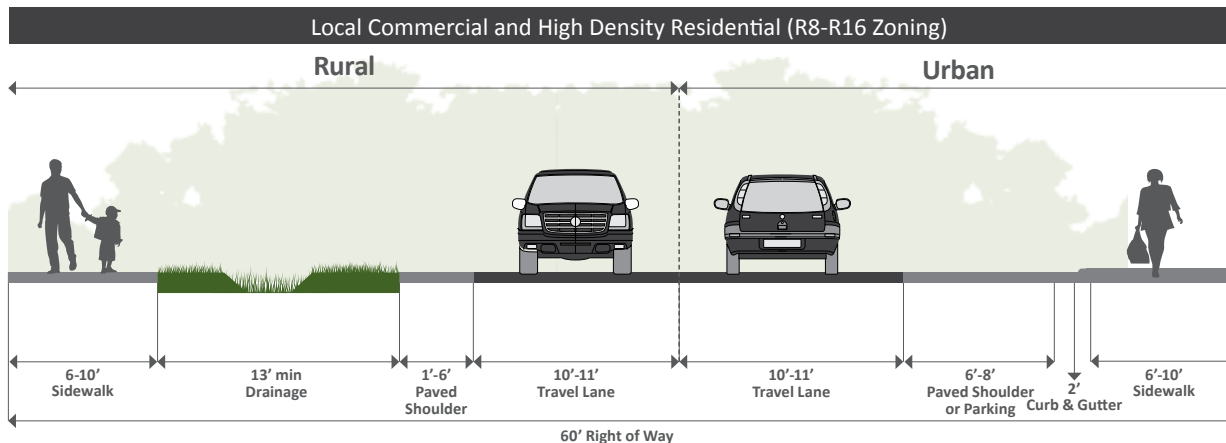 Local Commercial and High Density Residential (R8-R16 Zoning)
Rural
Urban
6-10’
Sidewalk
13’ min
Drainage
1’-6’
Paved
Shoulder
10’-11’
Travel Lane
10’-11’
Travel Lane
6’-8’
Paved Shoulder
or Parking
2’
Curb & Gutter
6’-10’
Sidewalk
60’ Right of Way